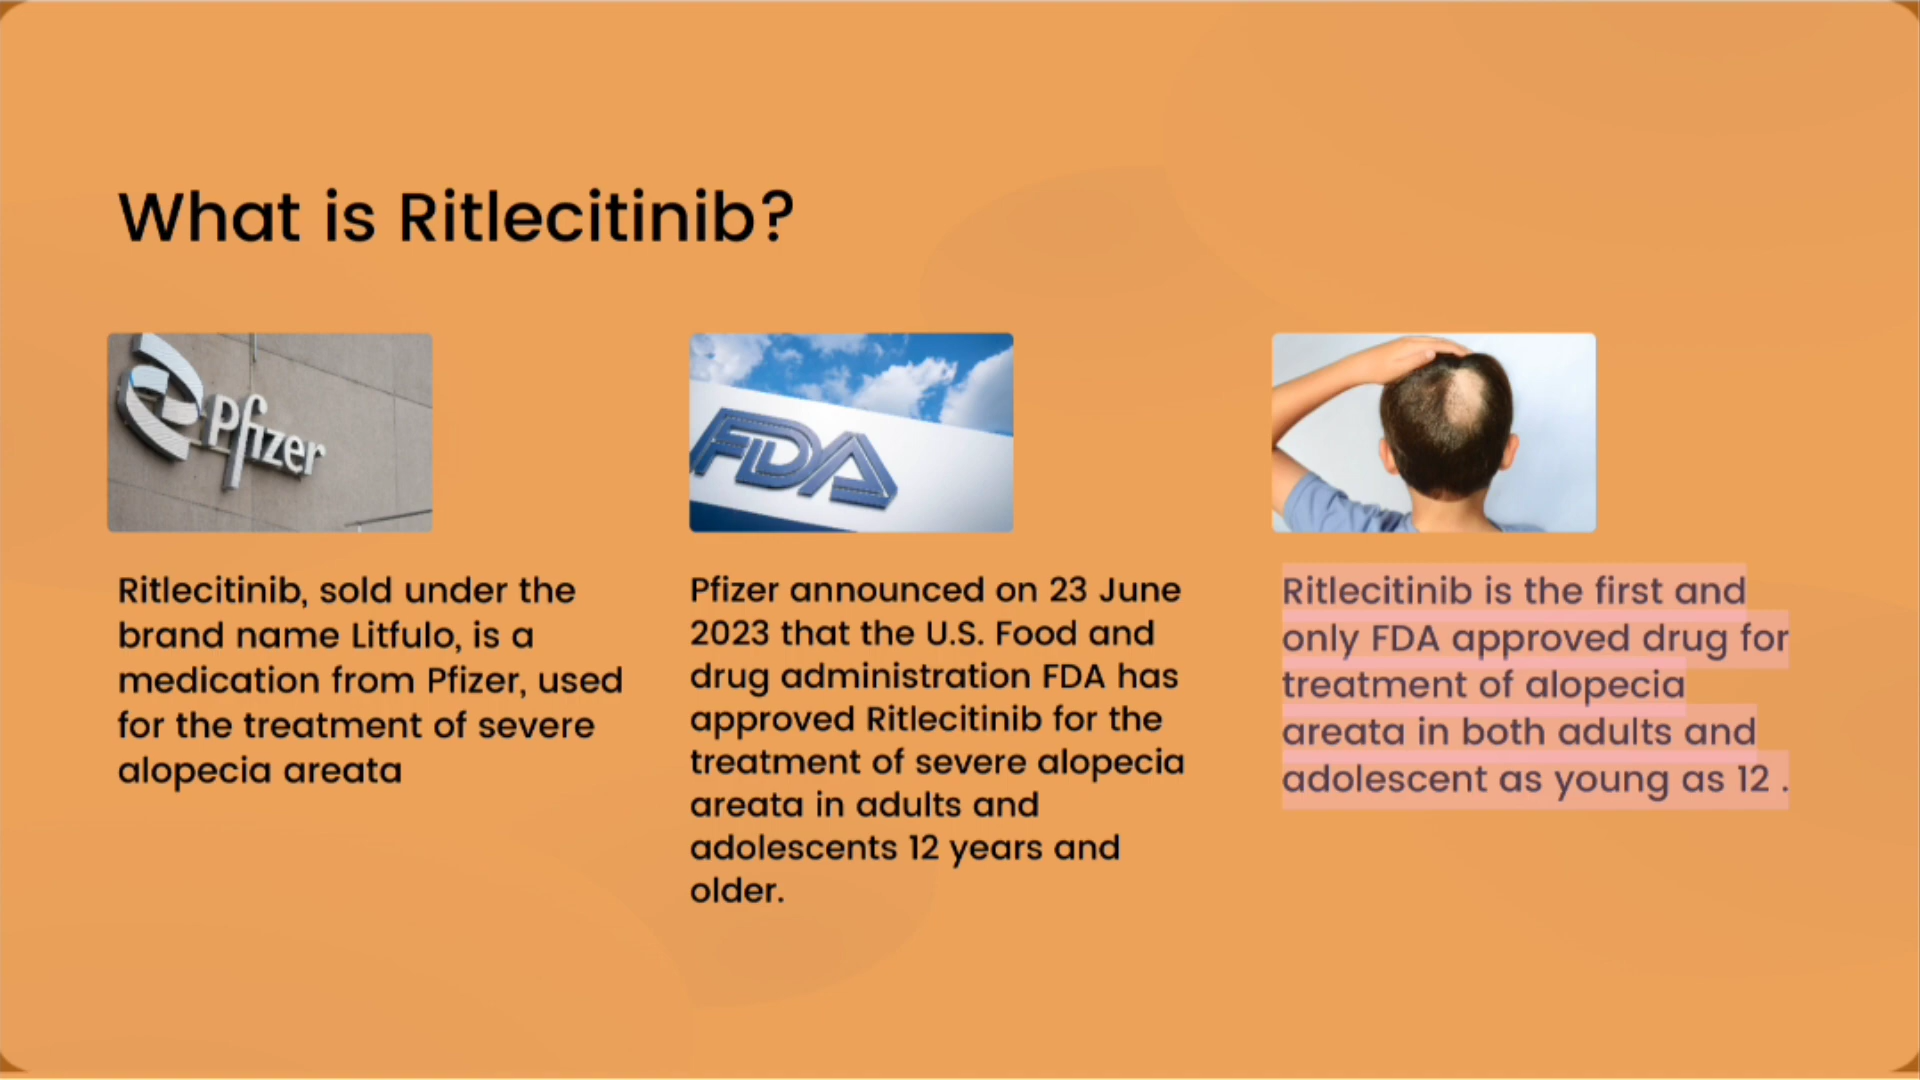 What is Ritlecitinib?
Pfizer
FDA
Ritlecitinib, sold under the
brand name Litfulo, is a
medication from Pfizer, used
for the treatment of severe
alopecia areata
Pfizer announced on 23 June
2023 that the U.S. Food and
drug administration FDA has
approved Ritlecitinib for the
treatment of severe alopecia
areata in adults and
adolescents 12 years and
older.
Ritlecitinib is the first and
only FDA approved drug for
treatment of alopecia
areata in both adults and
adolescent as young as 12 .